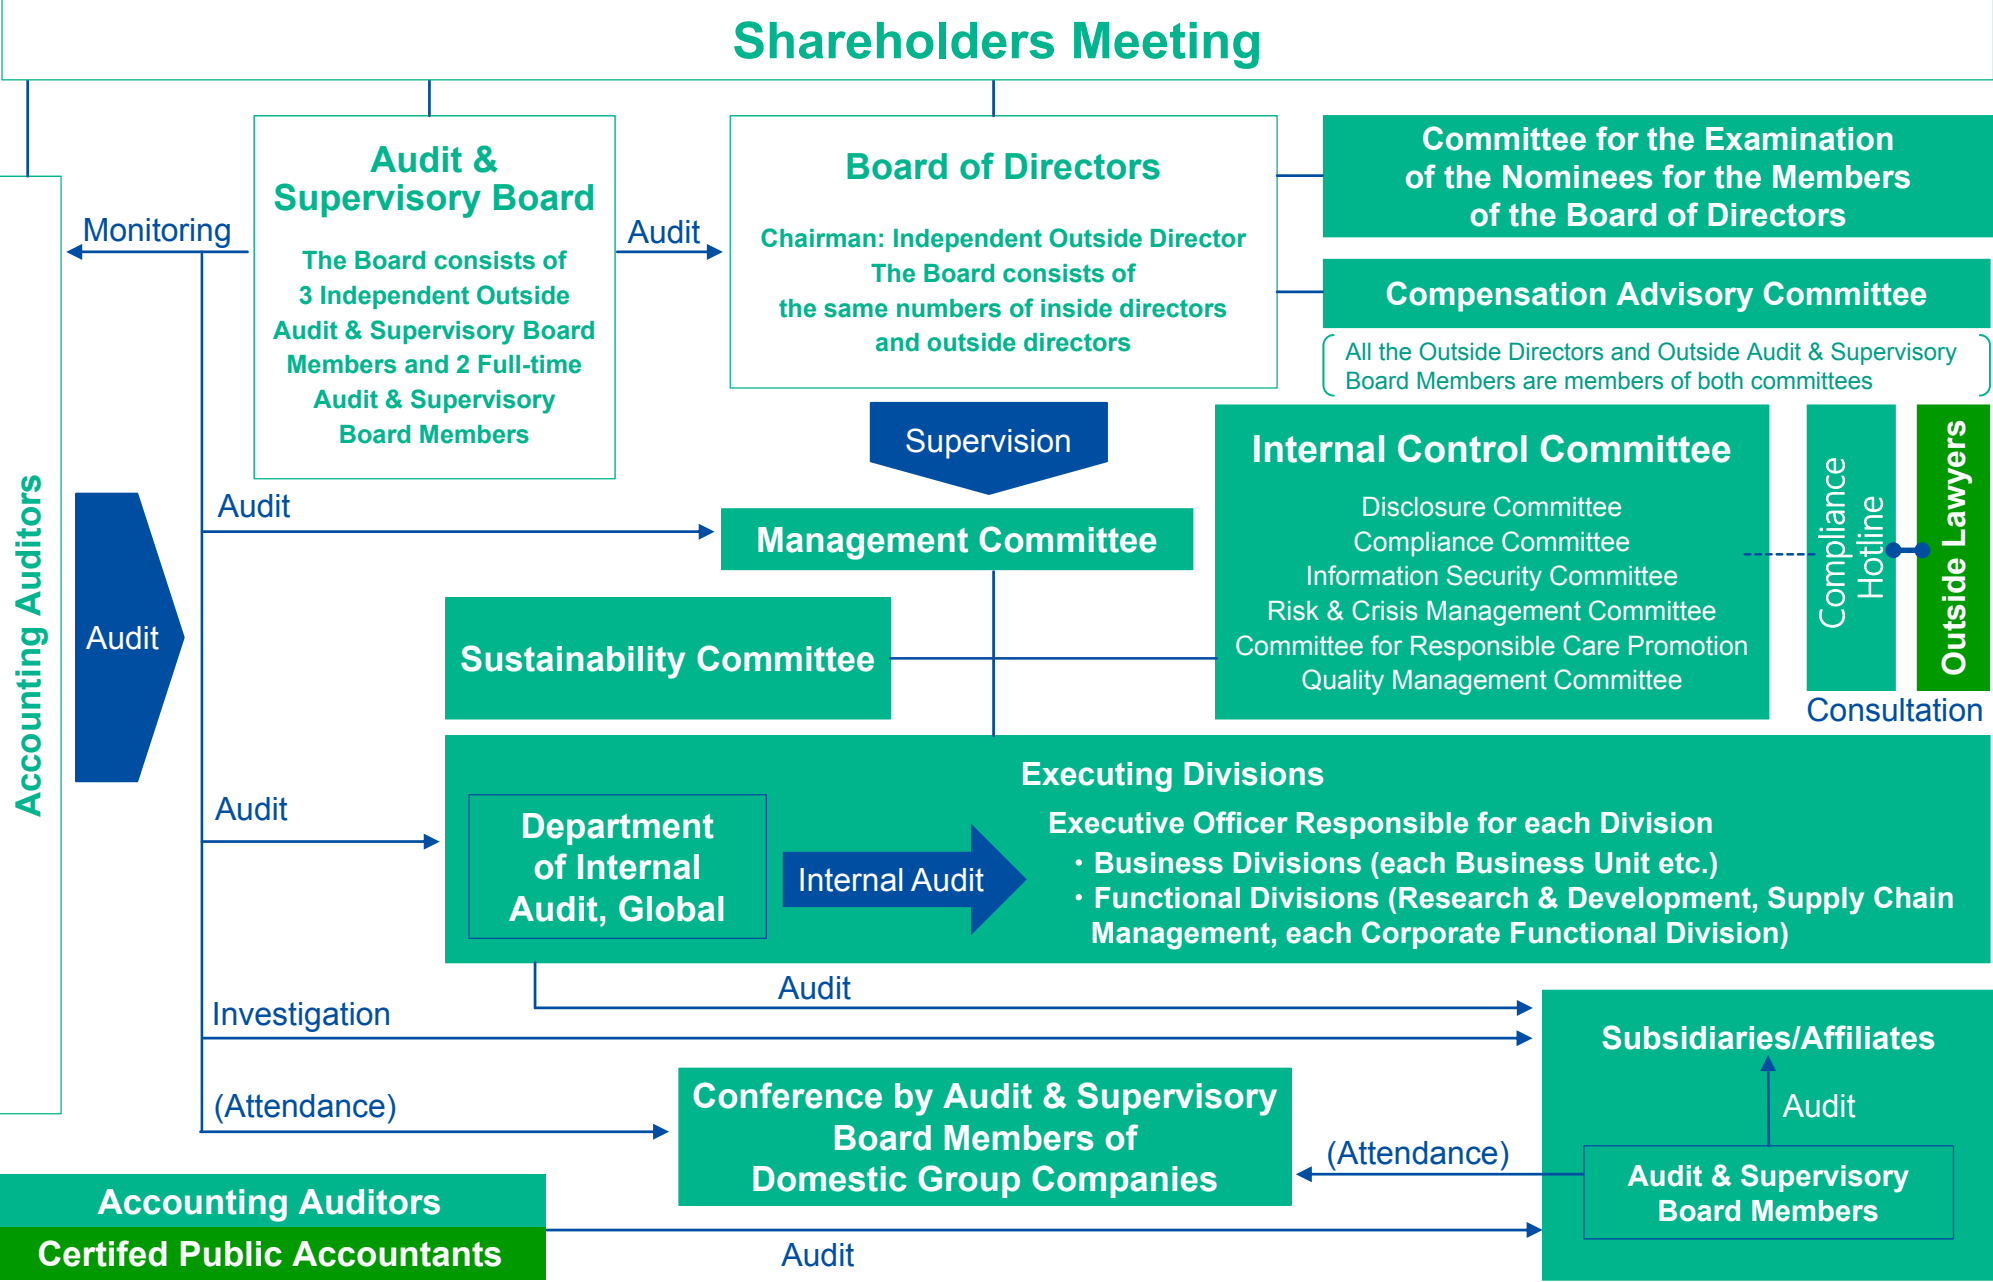 Shareholders Meeting
Audit &
Supervisory Board
The Board consists of
3 Independent Outside
Audit & Supervisory Board
Members and 2 Full-time
Audit & Supervisory
Board Members
Monitoring
Audit
Board of Directors
Chairman: Independent Outside Director
The Board consists of
the same numbers of inside directors
and outside directors
Committee for the Examination
of the Nominees for the Members
of the Board of Directors
Compensation Advisory Committee
All the Outside Directors and Outside Audit & Supervisory
Board Members are members of both committees
Supervision
Accounting Auditors
Audit
Audit
Management Committee
Internal Control Committee
Disclosure Committee
Compliance Committee
Information Security Committee
Risk & Crisis Management Committee
Committee for Responsible Care Promotion
Quality Management Committee
Compliance
Hotline
Outside Lawyers
Consultation
Sustainability Committee
Audit
Executing Divisions
Department
of Internal
Audit, Global
Internal Audit
Executive Officer Responsible for each Division
・Business Divisions (each Business Unit etc.)
・Functional Divisions (Research & Development, Supply Chain
Management, each Corporate Functional Division)
Audit
Investigation
Subsidiaries/Affiliates
Audit
(Attendance)
Conference by Audit & Supervisory
Board Members of
Domestic Group Companies
(Attendance)
Audit & Supervisory
Board Members
Accounting Auditors
Certifed Public Accountants
Audit